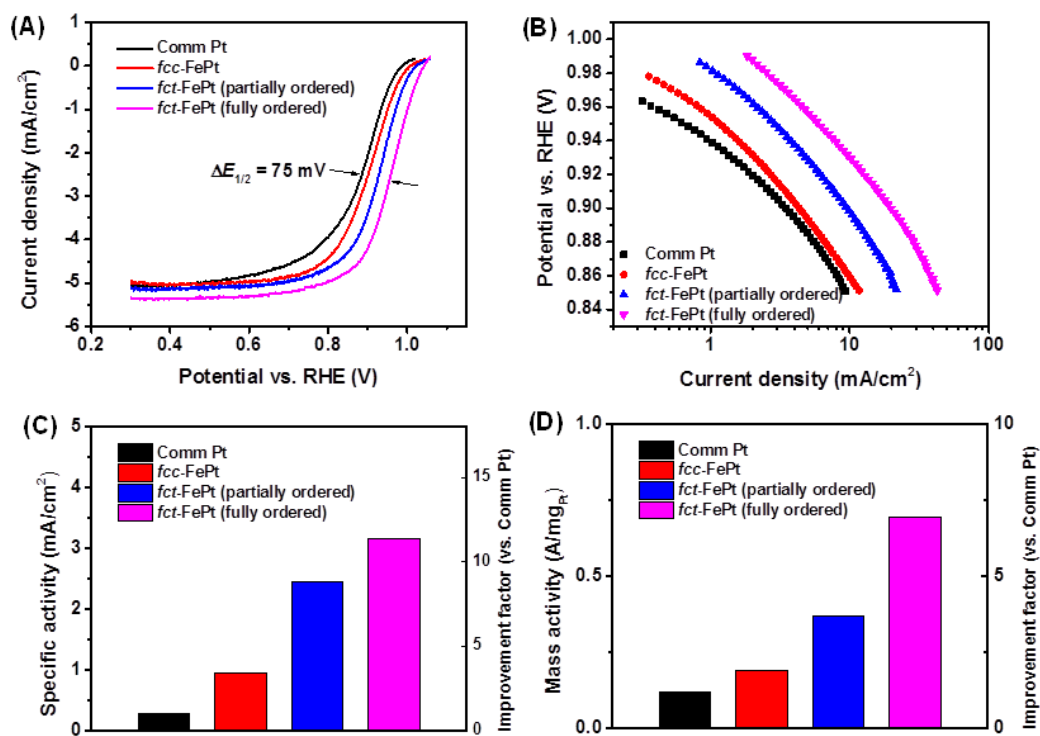 (A)
Comm Pt
fcc-FePt
fct-FePt (partially ordered)
fct-FePt (fully ordered)
ΔE1/2 = 75 mV
Current density (mA/cm²)
1
0
-1
-2
-3
-4
-5
-6
0.2
0.4
0.6
0.8
1.0
Potential vs. RHE (V)
(B)
Potential vs. RHE (V)
1.00
0.98
0.96
0.94
0.92
0.90
0.88
0.86
0.84
Comm Pt
fcc-FePt
fct-FePt (partially ordered)
fct-FePt (fully ordered)
1
10
100
Current density (mA/cm²)
(C)
Comm Pt
fcc-FePt
fct-FePt (partially ordered)
fct-FePt (fully ordered)
Specific activity (mA/cm²)
5
4
3
2
1
0
15
10
5
0
Improvement factor (vs. Comm Pt)
(D)
Comm Pt
fcc-FePt
fct-FePt (partially ordered)
fct-FePt (fully ordered)
Mass activity (A/mgPt)
1.0
0.5
0.0
10
5
0
Improvement factor (vs. Comm Pt)